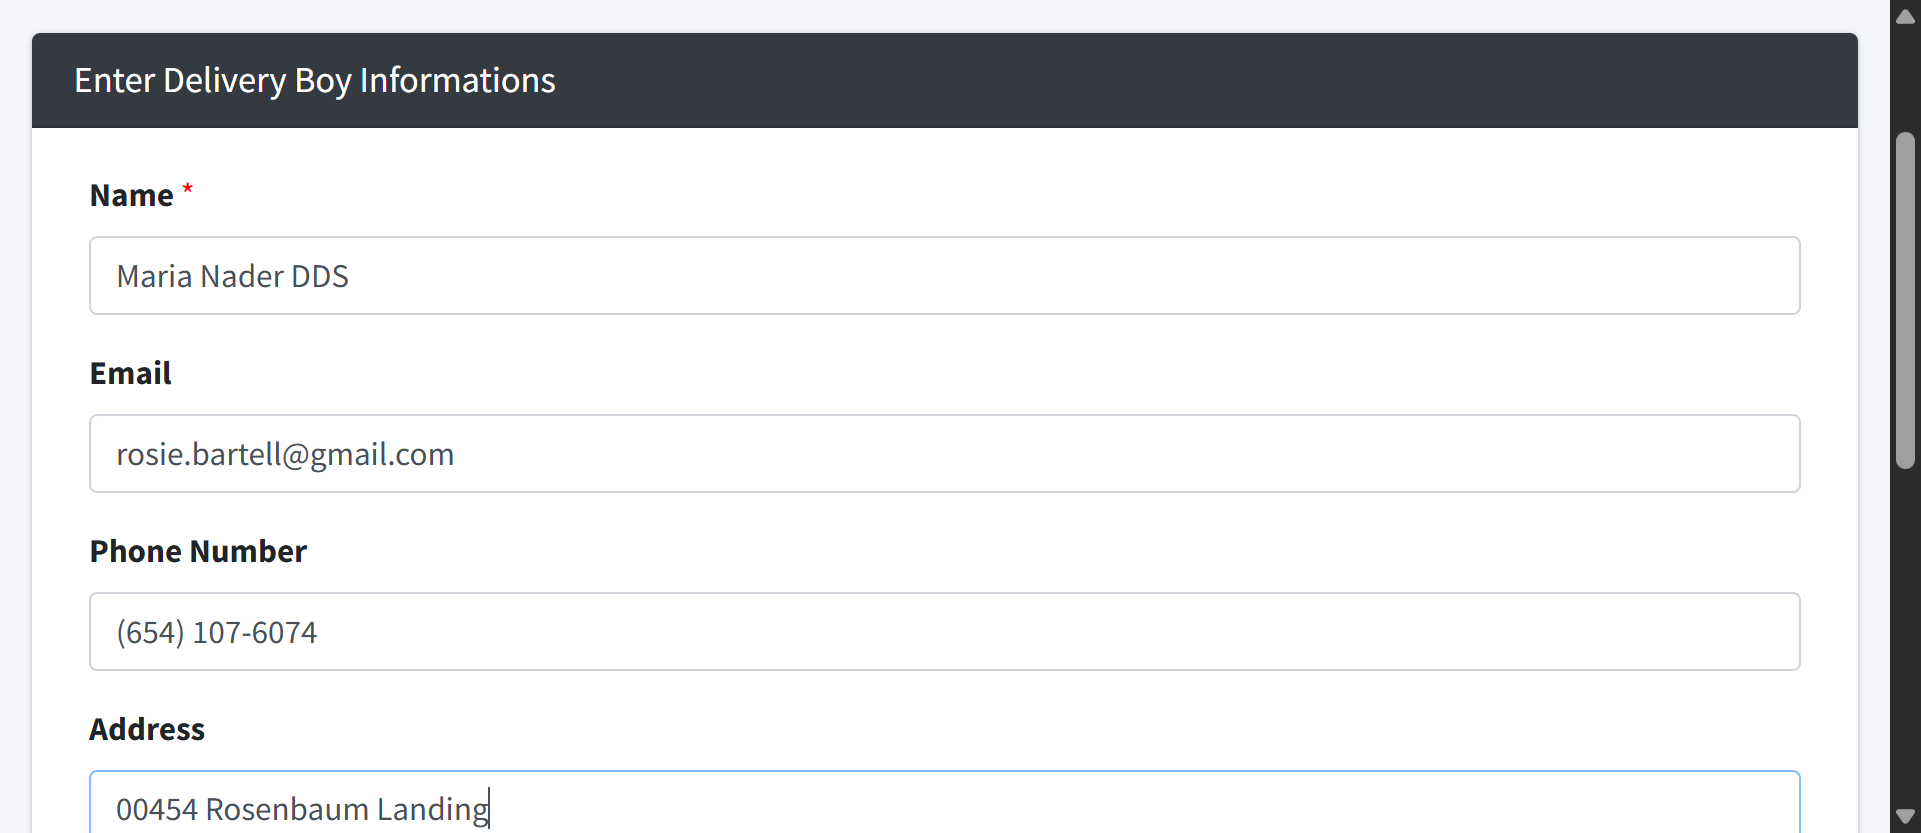 Enter Delivery Boy Informations
Name *
Maria Nader DDS
Email
rosie.bartell@gmail.com
Phone Number
(654) 107-6074
Address
00454 Rosenbaum Landing